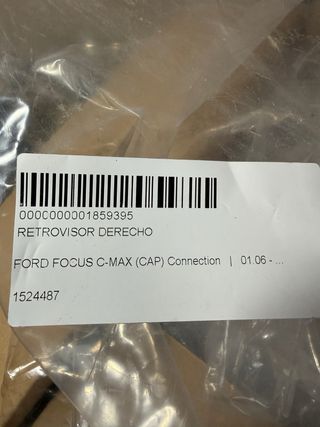 0000000001859395
RETROVISOR DERECHO
FORD FOCUS C-MAX (CAP) Connection | 01.06 - ...
1524487